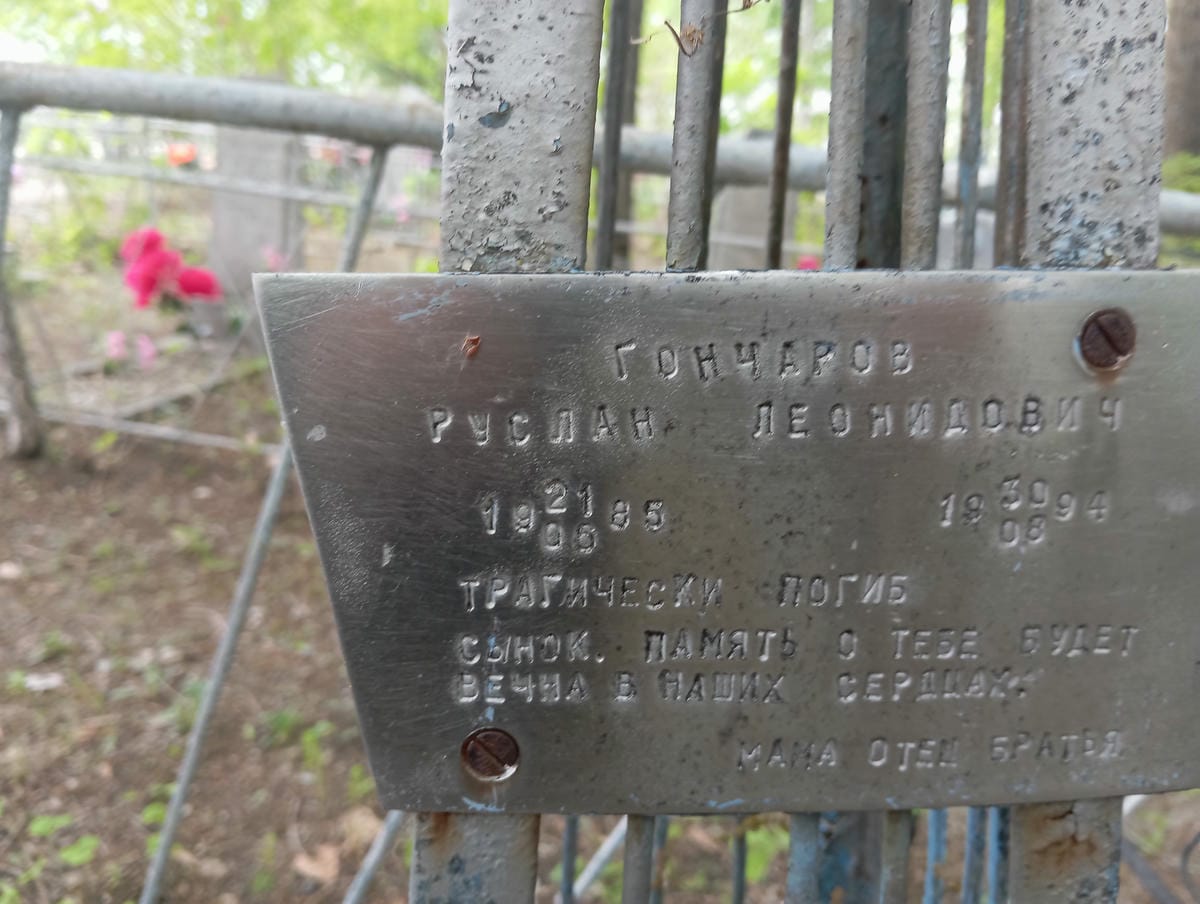 ГОНЧАРОВ
РУСЛАН ЛЕОНИДОВИЧ
19 21/06 85 19 30/08 94
ТРАГИЧЕСКИ ПОГИБ
СЫНОК. ПАМЯТЬ О ТЕБЕ БУДЕТ
ВЕЧНА В НАШИХ СЕРДЦАХ.
МАМА ОТЕЦ БРАТЬЯ